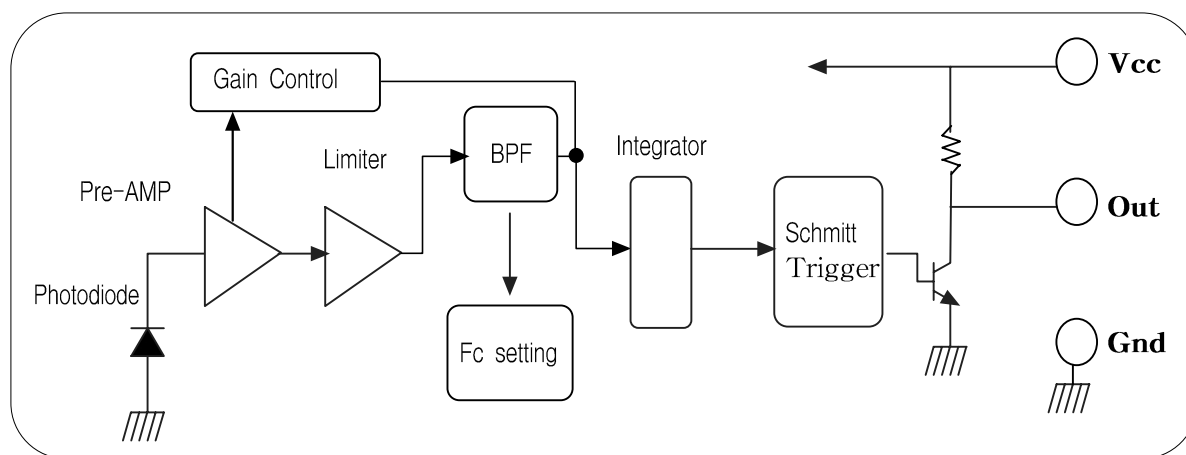 Gain Control
Vcc
Limiter
BPF
Integrator
Pre-AMP
Out
Schmitt
Trigger
Photodiode
Fc setting
Gnd